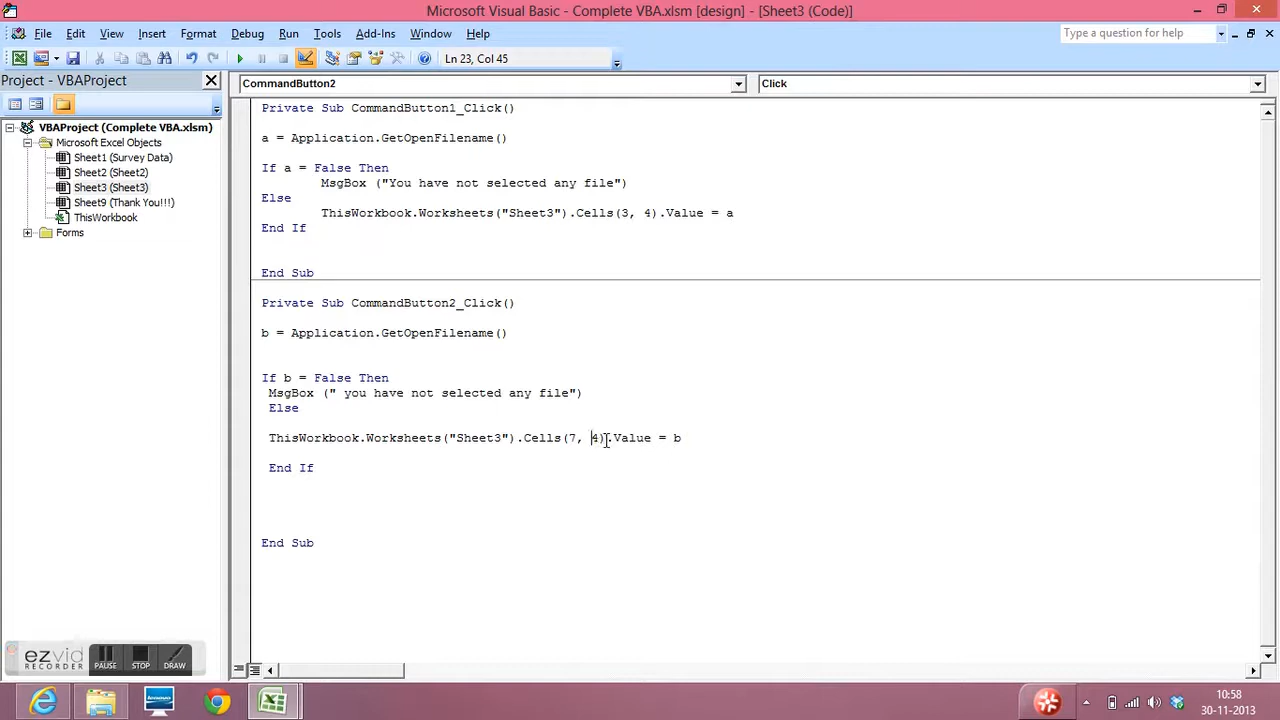 Microsoft Visual Basic - Complete VBA.xlsm [design] - [Sheet3 (Code)]
File Edit View Insert Format Debug Run Tools Add-Ins Window Help
Type a question for help
Ln 23, Col 45
Project - VBAProject
CommandButton2
Click
VBAProject (Complete VBA.xlsm)
Microsoft Excel Objects
Sheet1 (Survey Data)
Sheet2 (Sheet2)
Sheet3 (Sheet3)
Sheet9 (Thank You!!!)
ThisWorkbook
Forms
Private Sub CommandButton1_Click()
a = Application.GetOpenFilename()
If a = False Then
MsgBox ("You have not selected any file")
Else
ThisWorkbook.Worksheets("Sheet3").Cells(3, 4).Value = a
End If
End Sub
Private Sub CommandButton2_Click()
b = Application.GetOpenFilename()
If b = False Then
MsgBox (" you have not selected any file")
Else
ThisWorkbook.Worksheets("Sheet3").Cells(7, 4).Value = b
End If
End Sub
ezvid
RECORDER
PAUSE
STOP
DRAW
lenovo
10:58
30-11-2013